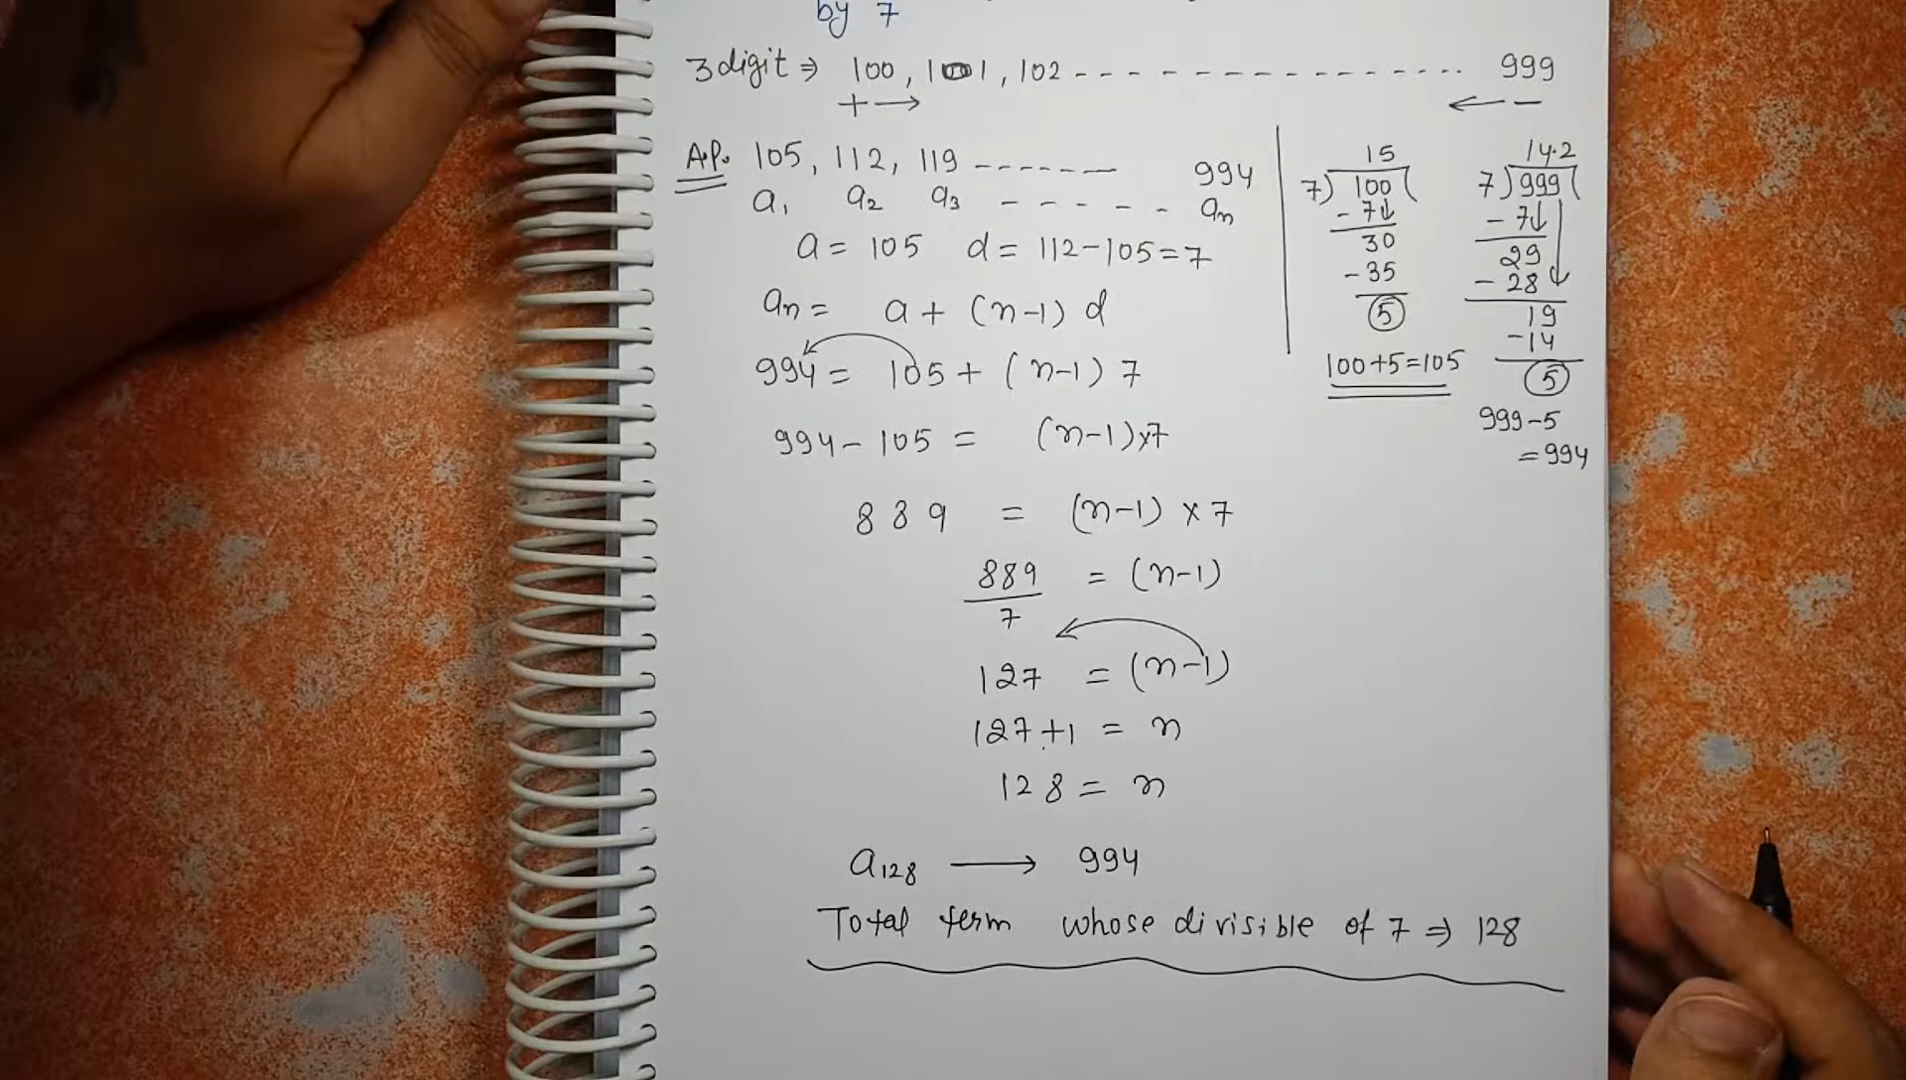 by 7
3 digit ⇒ 100, 1001, 102 - - - - - - - - - - - - - - - 999
+ → ← −
A.P. 105, 112, 119 - - - - - - 994
a1 a2 a3 - - - - - - an
a = 105 d = 112-105=7
an = a + (n-1) d
994 = 105 + (n-1) 7
994 - 105 = (n-1)x7
889 = (n-1) x 7
889/7 = (n-1)
127 = (n-1)
127+1 = n
128 = n
a128 ⟶ 994
Total term whose divisible of 7 ⇒ 128
15
7) 100 (
- 7↓
30
- 35
5
100+5=105
14.2
7) 999 (
- 7↓
29
- 28
19
-14
5
999-5
= 994